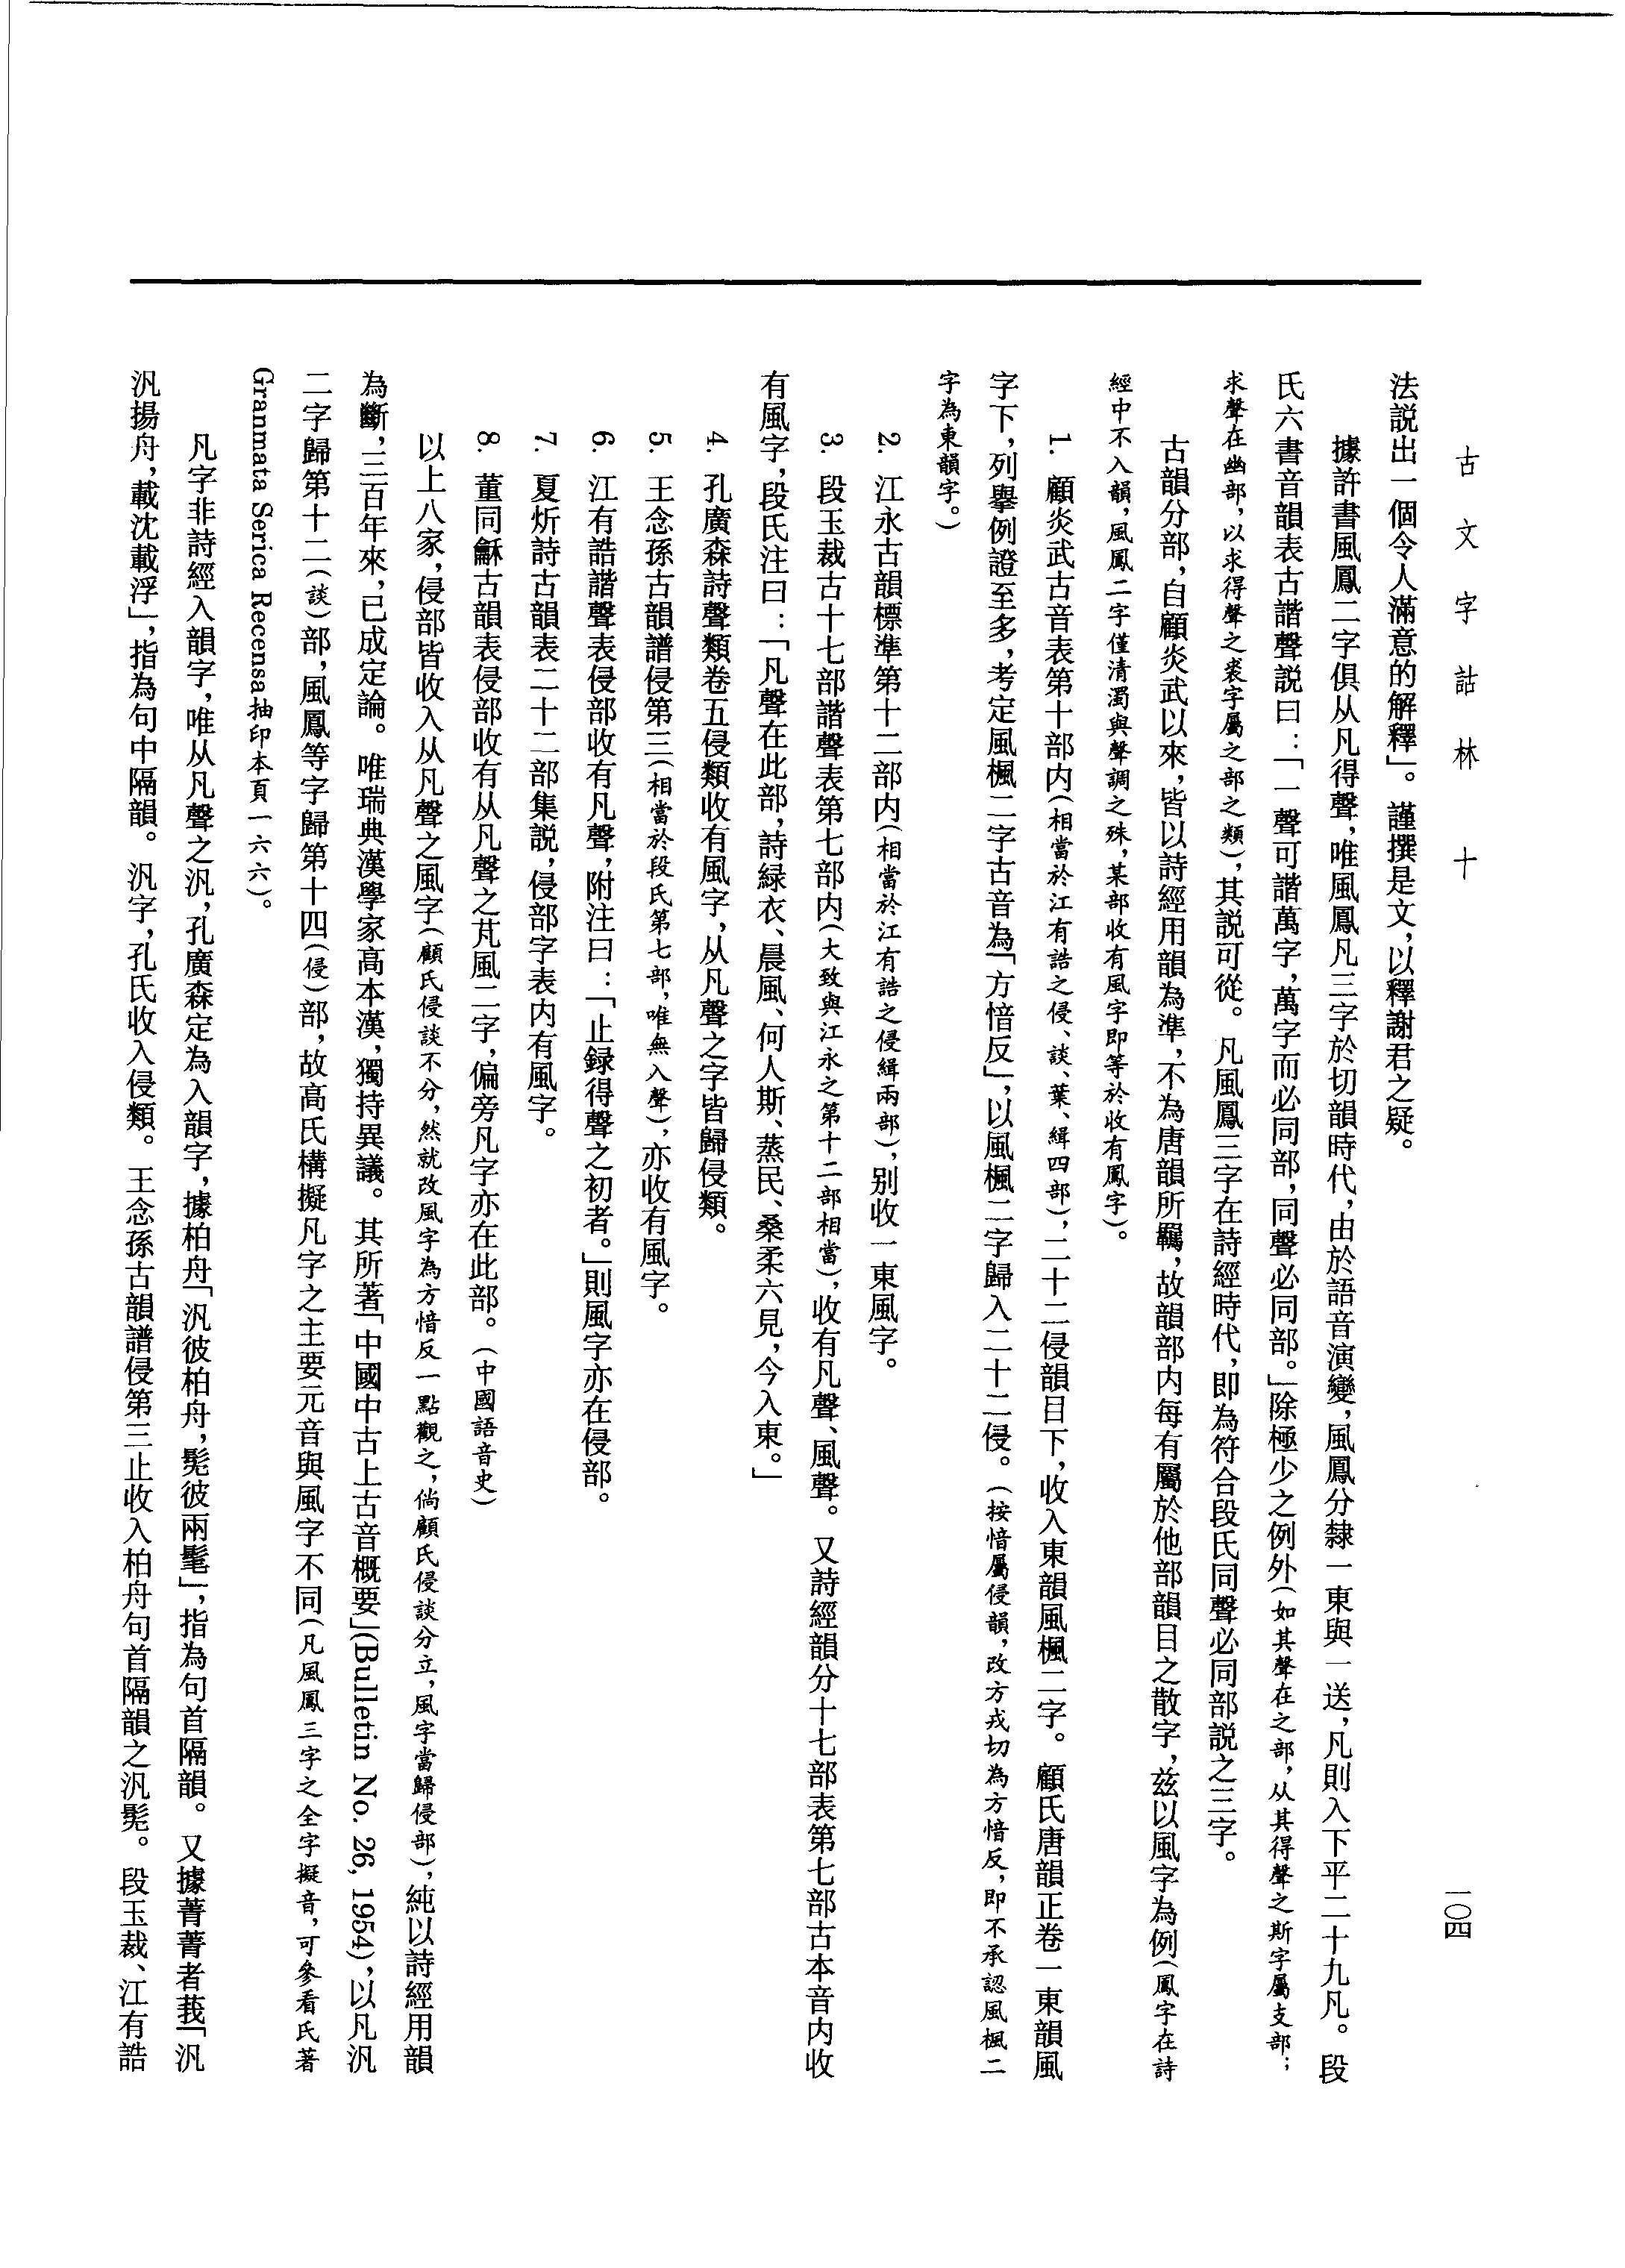 古文字詁林 十
一〇四
法説出一個令人滿意的解釋」。謹撰是文，以釋謝君之疑。
據許書風鳳二字俱从凡得聲，唯風鳳凡三字於切韻時代，由於語音演變，風鳳分隸一東與一送，凡則入下平二十九凡。段
氏六書音韻表古諧聲説曰：「一聲可諧萬字，萬字而必同部，同聲必同部。」除極少之例外（如其聲在之部，从其得聲之斯字屬支部；
求聲在幽部，以求得聲之裘字屬之部之類），其説可從。凡風鳳三字在詩經時代，即為符合段氏同聲必同部説之三字。
古韻分部，自顧炎武以來，皆以詩經用韻為準，不為唐韻所羈，故韻部内每有屬於他部韻目之散字，兹以風字為例（鳳字在詩
經中不入韻，風鳳二字僅清濁與聲調之殊，某部收有風字即等於收有鳳字）。
1. 顧炎武古音表第十部内（相當於江有誥之侵、談、葉、緝四部），二十二侵韻目下，收入東韻風楓二字。顧氏唐韻正卷一東韻風
字下，列擧例證至多，考定風楓二字古音為「方愔反」，以風楓二字歸入二十二侵。（按愔屬侵韻，改方戎切為方愔反，即不承認風楓二
字為東韻字。）
2. 江永古韻標準第十二部内（相當於江有誥之侵緝兩部），别收一東風字。
3. 段玉裁古十七部諧聲表第七部内（大致與江永之第十二部相當），收有凡聲、風聲。又詩經韻分十七部表第七部古本音内收
有風字，段氏注曰：「凡聲在此部，詩緑衣、晨風、何人斯、蒸民、桑柔六見，今入東。」
4. 孔廣森詩聲類卷五侵類收有風字，从凡聲之字皆歸侵類。
5. 王念孫古韻譜侵第三（相當於段氏第七部，唯無入聲），亦收有風字。
6. 江有誥諧聲表侵部收有凡聲，附注曰：「止録得聲之初者。」則風字亦在侵部。
7. 夏炘詩古韻表二十二部集説，侵部字表内有風字。
8. 董同龢古韻表侵部收有从凡聲之芃風二字，偏旁凡字亦在此部。（中國語音史）
以上八家，侵部皆收入从凡聲之風字（顧氏侵談不分，然就改風字為方愔反一點觀之，倘顧氏侵談分立，風字當歸侵部），純以詩經用韻
為斷，三百年來，已成定論。唯瑞典漢學家高本漢，獨持異議。其所著「中國中古上古音概要」（Bulletin No. 26, 1954），以凡汎
二字歸第十二（談）部，風鳳等字歸第十四（侵）部，故高氏構擬凡字之主要元音與風字不同（凡風鳳三字之全字擬音，可參看氏著
Granmata Serica Recensa抽印本頁一六六）。
凡字非詩經入韻字，唯从凡聲之汎，孔廣森定為入韻字，據柏舟「汎彼柏舟，髧彼兩髦」，指為句首隔韻。又據菁菁者莪「汎
汎揚舟，載沈載浮」，指為句中隔韻。汎字，孔氏收入侵類。王念孫古韻譜侵第三止收入柏舟句首隔韻之汎髧。段玉裁、江有誥